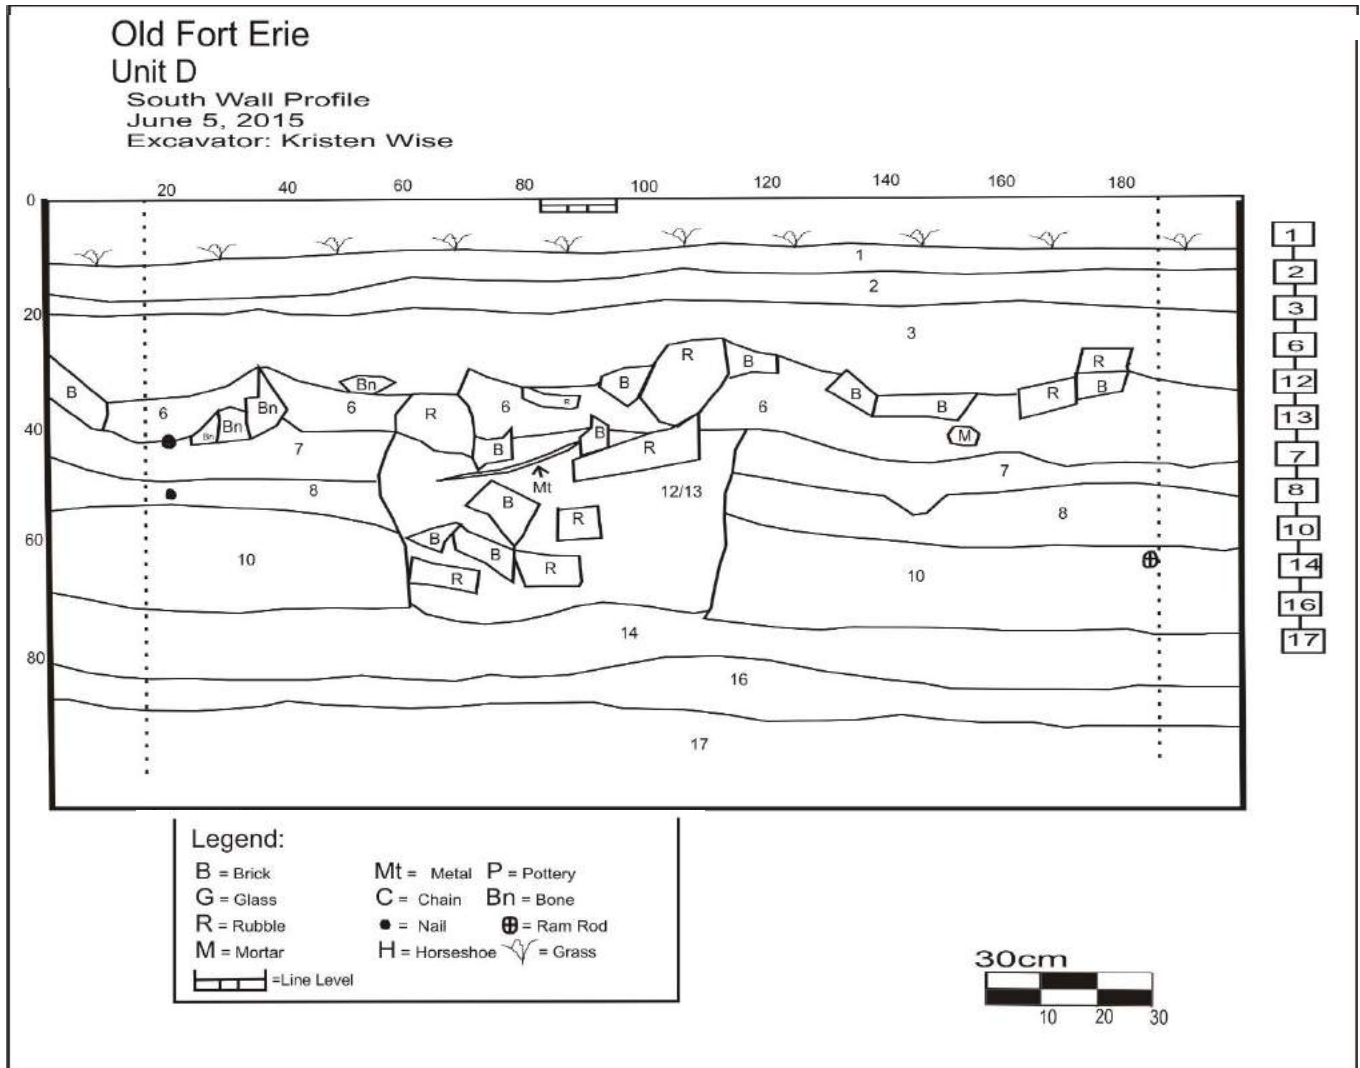 Old Fort Erie
Unit D
South Wall Profile
June 5, 2015
Excavator: Kristen Wise
20 40 60 80 100 120 140 160 180
0
1
1
2
2
20
3
3
R
B
R
6
B
Bn
B
R
B
12
6
Bn
6
R
6
R
6
B
B
R
13
Bn
Bn
40
B
B
R
M
7
7
7
8
Mt
12/13
8
B
R
8
10
60
B
B
10
R
R
10
14
14
16
80
16
17
17
Legend:
B = Brick Mt = Metal P = Pottery
G = Glass C = Chain Bn = Bone
R = Rubble = Nail = Ram Rod
M = Mortar H = Horseshoe = Grass
=Line Level
30cm
10 20 30